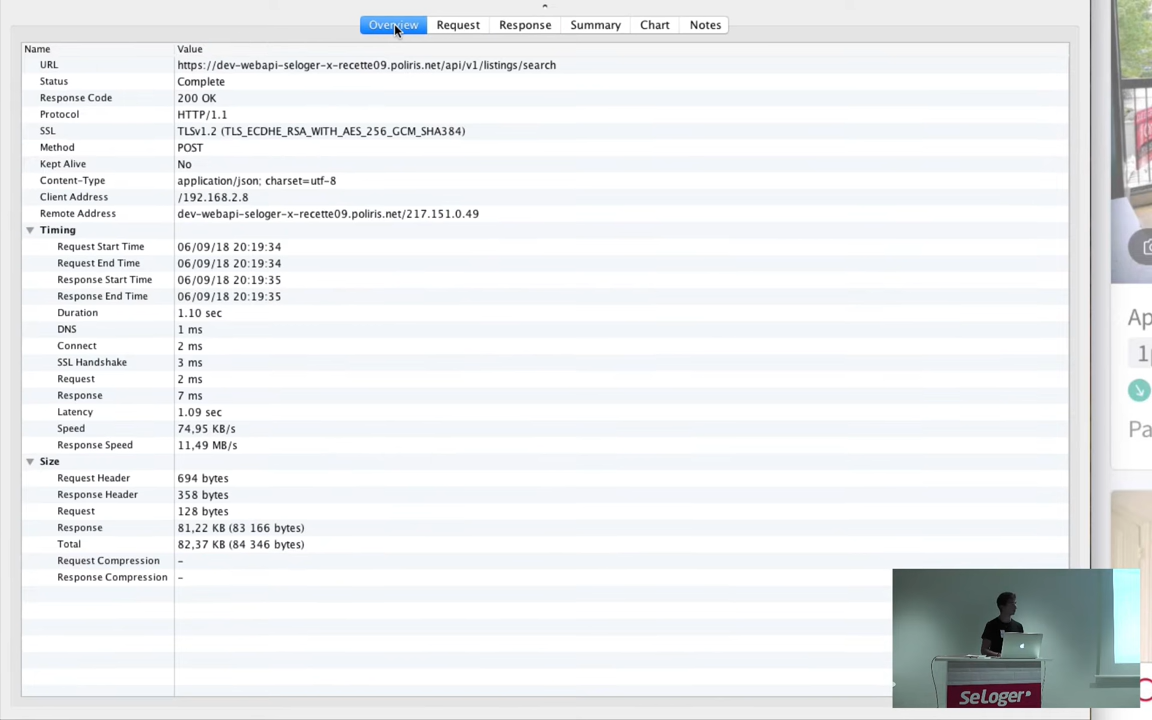 Overview Request Response Summary Chart Notes
Name Value
URL https://dev-webapi-seloger-x-recette09.poliris.net/api/v1/listings/search
Status Complete
Response Code 200 OK
Protocol HTTP/1.1
SSL TLSv1.2 (TLS_ECDHE_RSA_WITH_AES_256_GCM_SHA384)
Method POST
Kept Alive No
Content-Type application/json; charset=utf-8
Client Address /192.168.2.8
Remote Address dev-webapi-seloger-x-recette09.poliris.net/217.151.0.49
Timing
Request Start Time 06/09/18 20:19:34
Request End Time 06/09/18 20:19:34
Response Start Time 06/09/18 20:19:35
Response End Time 06/09/18 20:19:35
Duration 1.10 sec
DNS 1 ms
Connect 2 ms
SSL Handshake 3 ms
Request 2 ms
Response 7 ms
Latency 1.09 sec
Speed 74,95 KB/s
Response Speed 11,49 MB/s
Size
Request Header 694 bytes
Response Header 358 bytes
Request 128 bytes
Response 81,22 KB (83 166 bytes)
Total 82,37 KB (84 346 bytes)
Request Compression –
Response Compression –
Ap
1p
Pa
SeLoger